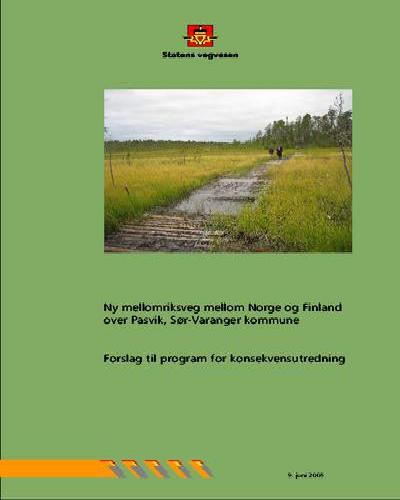 Statens vegvesen
Ny mellomriksveg mellom Norge og Finland
over Pasvik, Sør-Varanger kommune
Forslag til program for konsekvensutredning
9. juni 2005